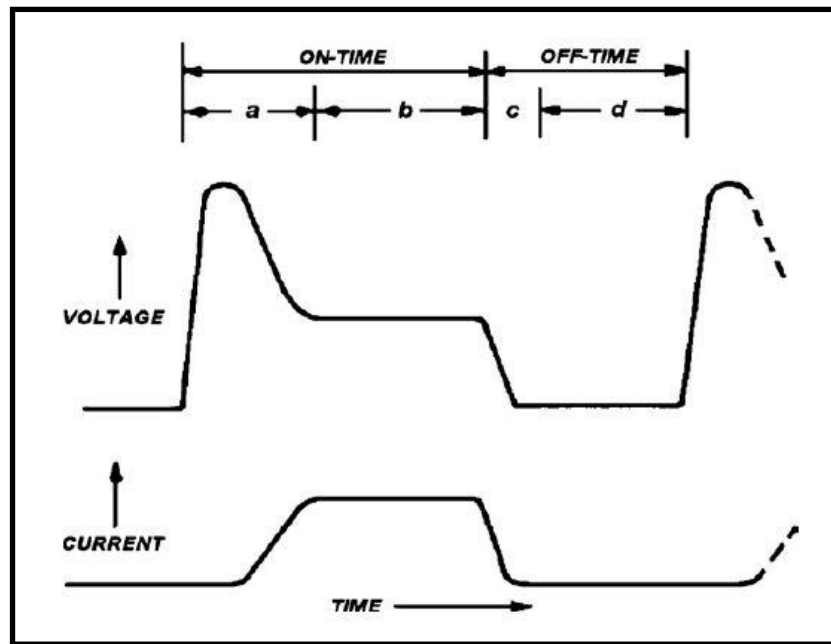 ON-TIME OFF-TIME
a b c d
VOLTAGE
CURRENT
TIME